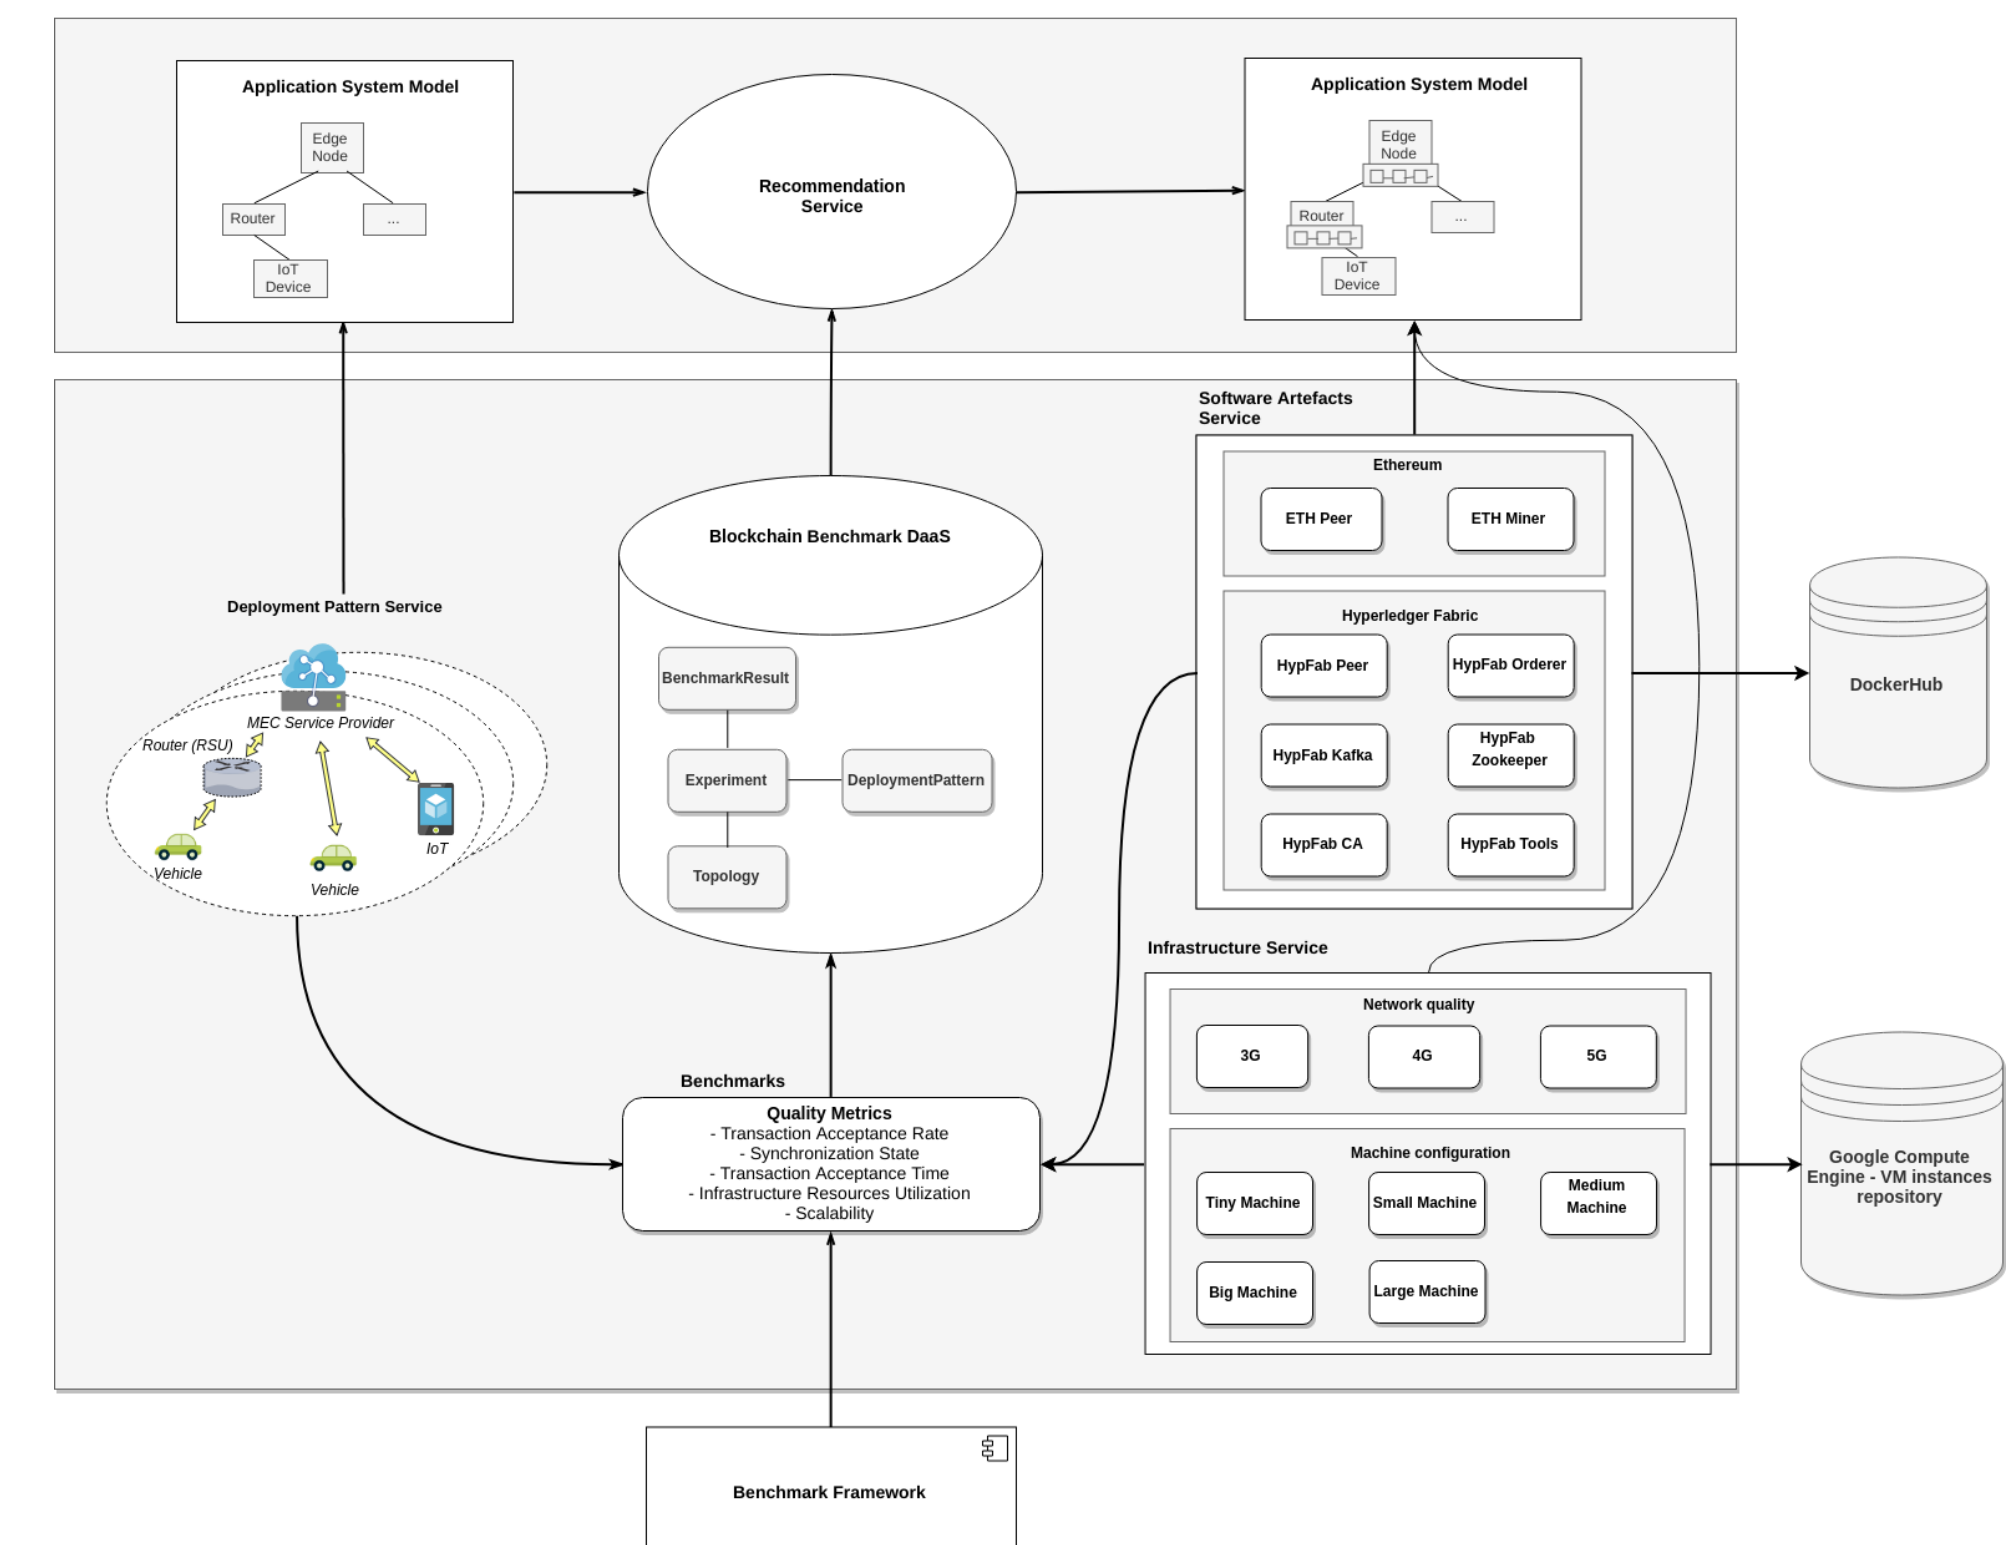 Application System Model
Edge
Node
Router
...
IoT
Device
Recommendation
Service
Application System Model
Edge
Node
Router
...
IoT
Device
Software Artefacts
Service
Ethereum
ETH Peer
ETH Miner
Hyperledger Fabric
HypFab Peer
HypFab Orderer
HypFab Kafka
HypFab
Zookeeper
HypFab CA
HypFab Tools
DockerHub
Blockchain Benchmark DaaS
BenchmarkResult
Experiment
DeploymentPattern
Topology
Deployment Pattern Service
MEC Service Provider
Router (RSU)
IoT
Vehicle
Vehicle
Infrastructure Service
Network quality
3G
4G
5G
Machine configuration
Tiny Machine
Small Machine
Medium
Machine
Big Machine
Large Machine
Google Compute
Engine - VM instances
repository
Benchmarks
Quality Metrics
- Transaction Acceptance Rate
- Synchronization State
- Transaction Acceptance Time
- Infrastructure Resources Utilization
- Scalability
Benchmark Framework